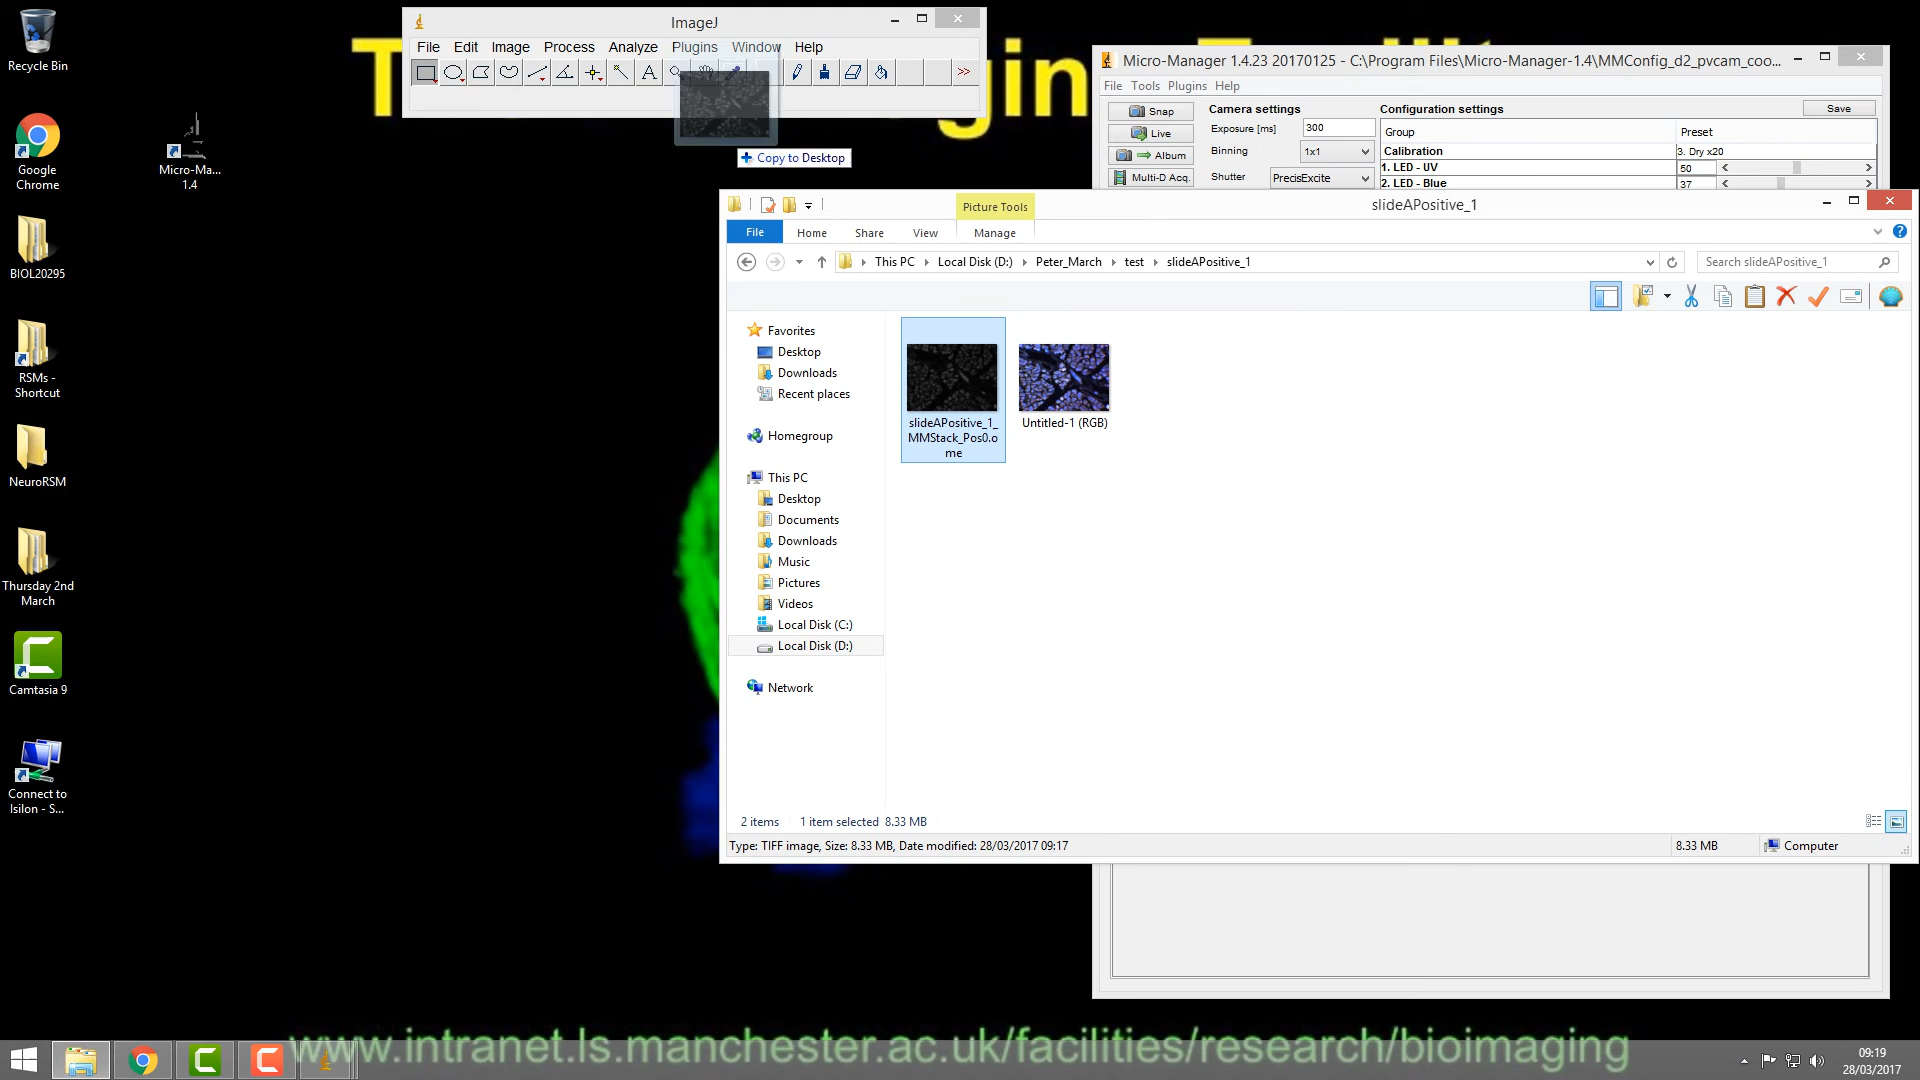 Recycle Bin
Google
Chrome
Micro-Ma...
1.4
BIOL20295
RSMs -
Shortcut
NeuroRSM
Thursday 2nd
March
Camtasia 9
Connect to
Isilon - S...
ImageJ
File Edit Image Process Analyze Plugins Window Help
A >>
Copy to Desktop
Micro-Manager 1.4.23 20170125 - C:\Program Files\Micro-Manager-1.4\MMConfig_d2_pvcam_coo...
File Tools Plugins Help
Snap
Live
Album
Multi-D Acq.
Camera settings
Exposure [ms] 300
Binning 1x1
Shutter PrecisExcite
Configuration settings
Save
Group Preset
Calibration 3. Dry x20
1. LED - UV 50
2. LED - Blue 37
Picture Tools
slideAPositive_1
File Home Share View Manage
This PC Local Disk (D:) Peter_March test slideAPositive_1
Search slideAPositive_1
Favorites
Desktop
Downloads
Recent places
Homegroup
This PC
Desktop
Documents
Downloads
Music
Pictures
Videos
Local Disk (C:)
Local Disk (D:)
Network
slideAPositive_1_
MMStack_Pos0.o
me
Untitled-1 (RGB)
2 items 1 item selected 8.33 MB
Type: TIFF image, Size: 8.33 MB, Date modified: 28/03/2017 09:17
8.33 MB
Computer
www.intranet.ls.manchester.ac.uk/facilities/research/bioimaging
09:19
28/03/2017